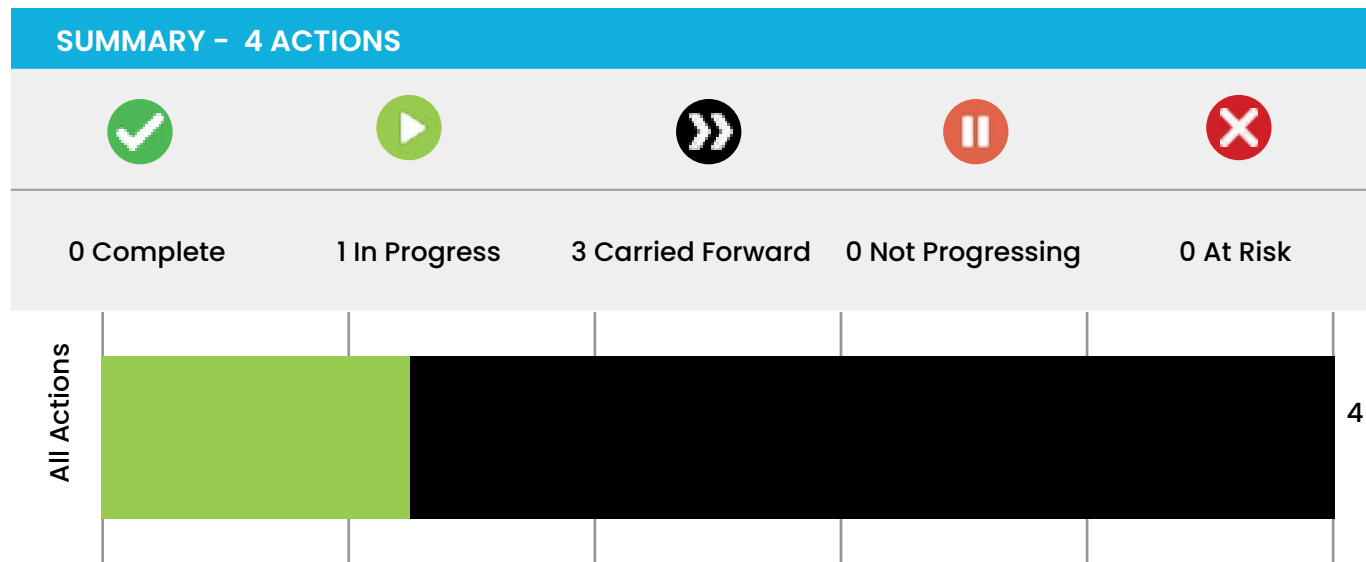 SUMMARY - 4 ACTIONS
0 Complete
1 In Progress
3 Carried Forward
0 Not Progressing
0 At Risk
All Actions
4